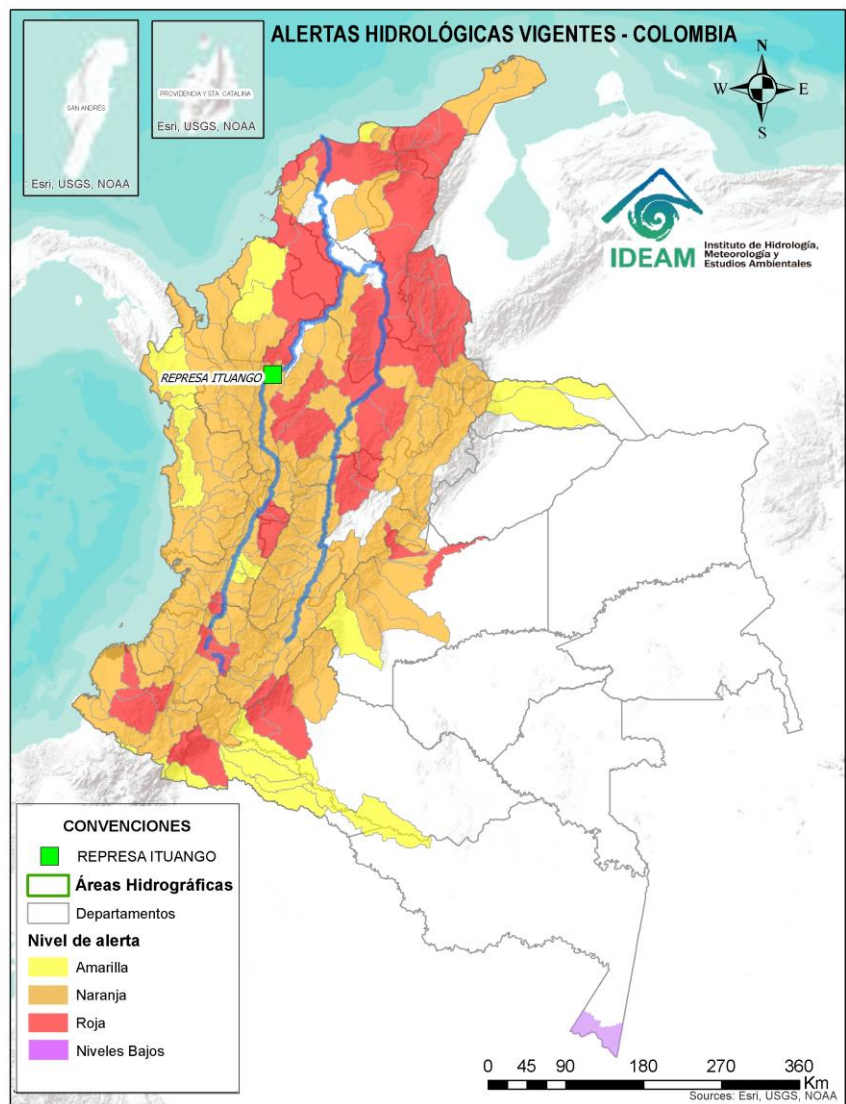 ALERTAS HIDROLÓGICAS VIGENTES - COLOMBIA
SAN ANDRÉS
Esri, USGS, NOAA
PROVIDENCIA Y STA. CATALINA
Esri, USGS, NOAA
N
W
E
S
IDEAM
Instituto de Hidrología,
Meteorología y
Estudios Ambientales
REPRESA ITUANGO
CONVENCIONES
REPRESA ITUANGO
Áreas Hidrográficas
Departamentos
Nivel de alerta
Amarilla
Naranja
Roja
Niveles Bajos
0 45 90 180 270 360
Km
Sources: Esri, USGS, NOAA